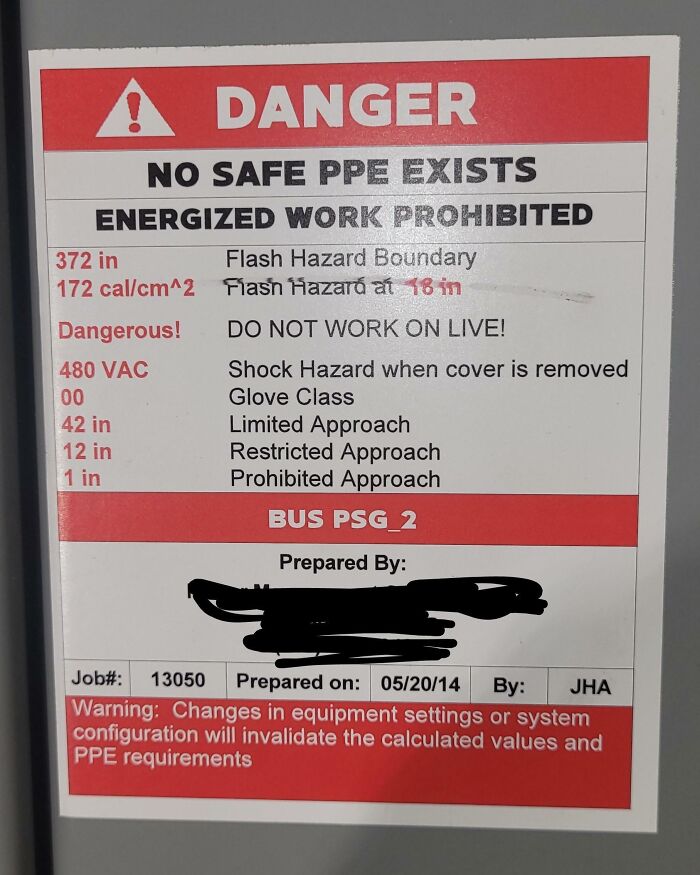 DANGER
NO SAFE PPE EXISTS
ENERGIZED WORK PROHIBITED
372 in Flash Hazard Boundary
172 cal/cm^2 Flash Hazard at 18 in
Dangerous! DO NOT WORK ON LIVE!
480 VAC Shock Hazard when cover is removed
00 Glove Class
42 in Limited Approach
12 in Restricted Approach
1 in Prohibited Approach
BUS PSG_2
Prepared By:
Job#: 13050 Prepared on: 05/20/14 By: JHA
Warning: Changes in equipment settings or system
configuration will invalidate the calculated values and
PPE requirements